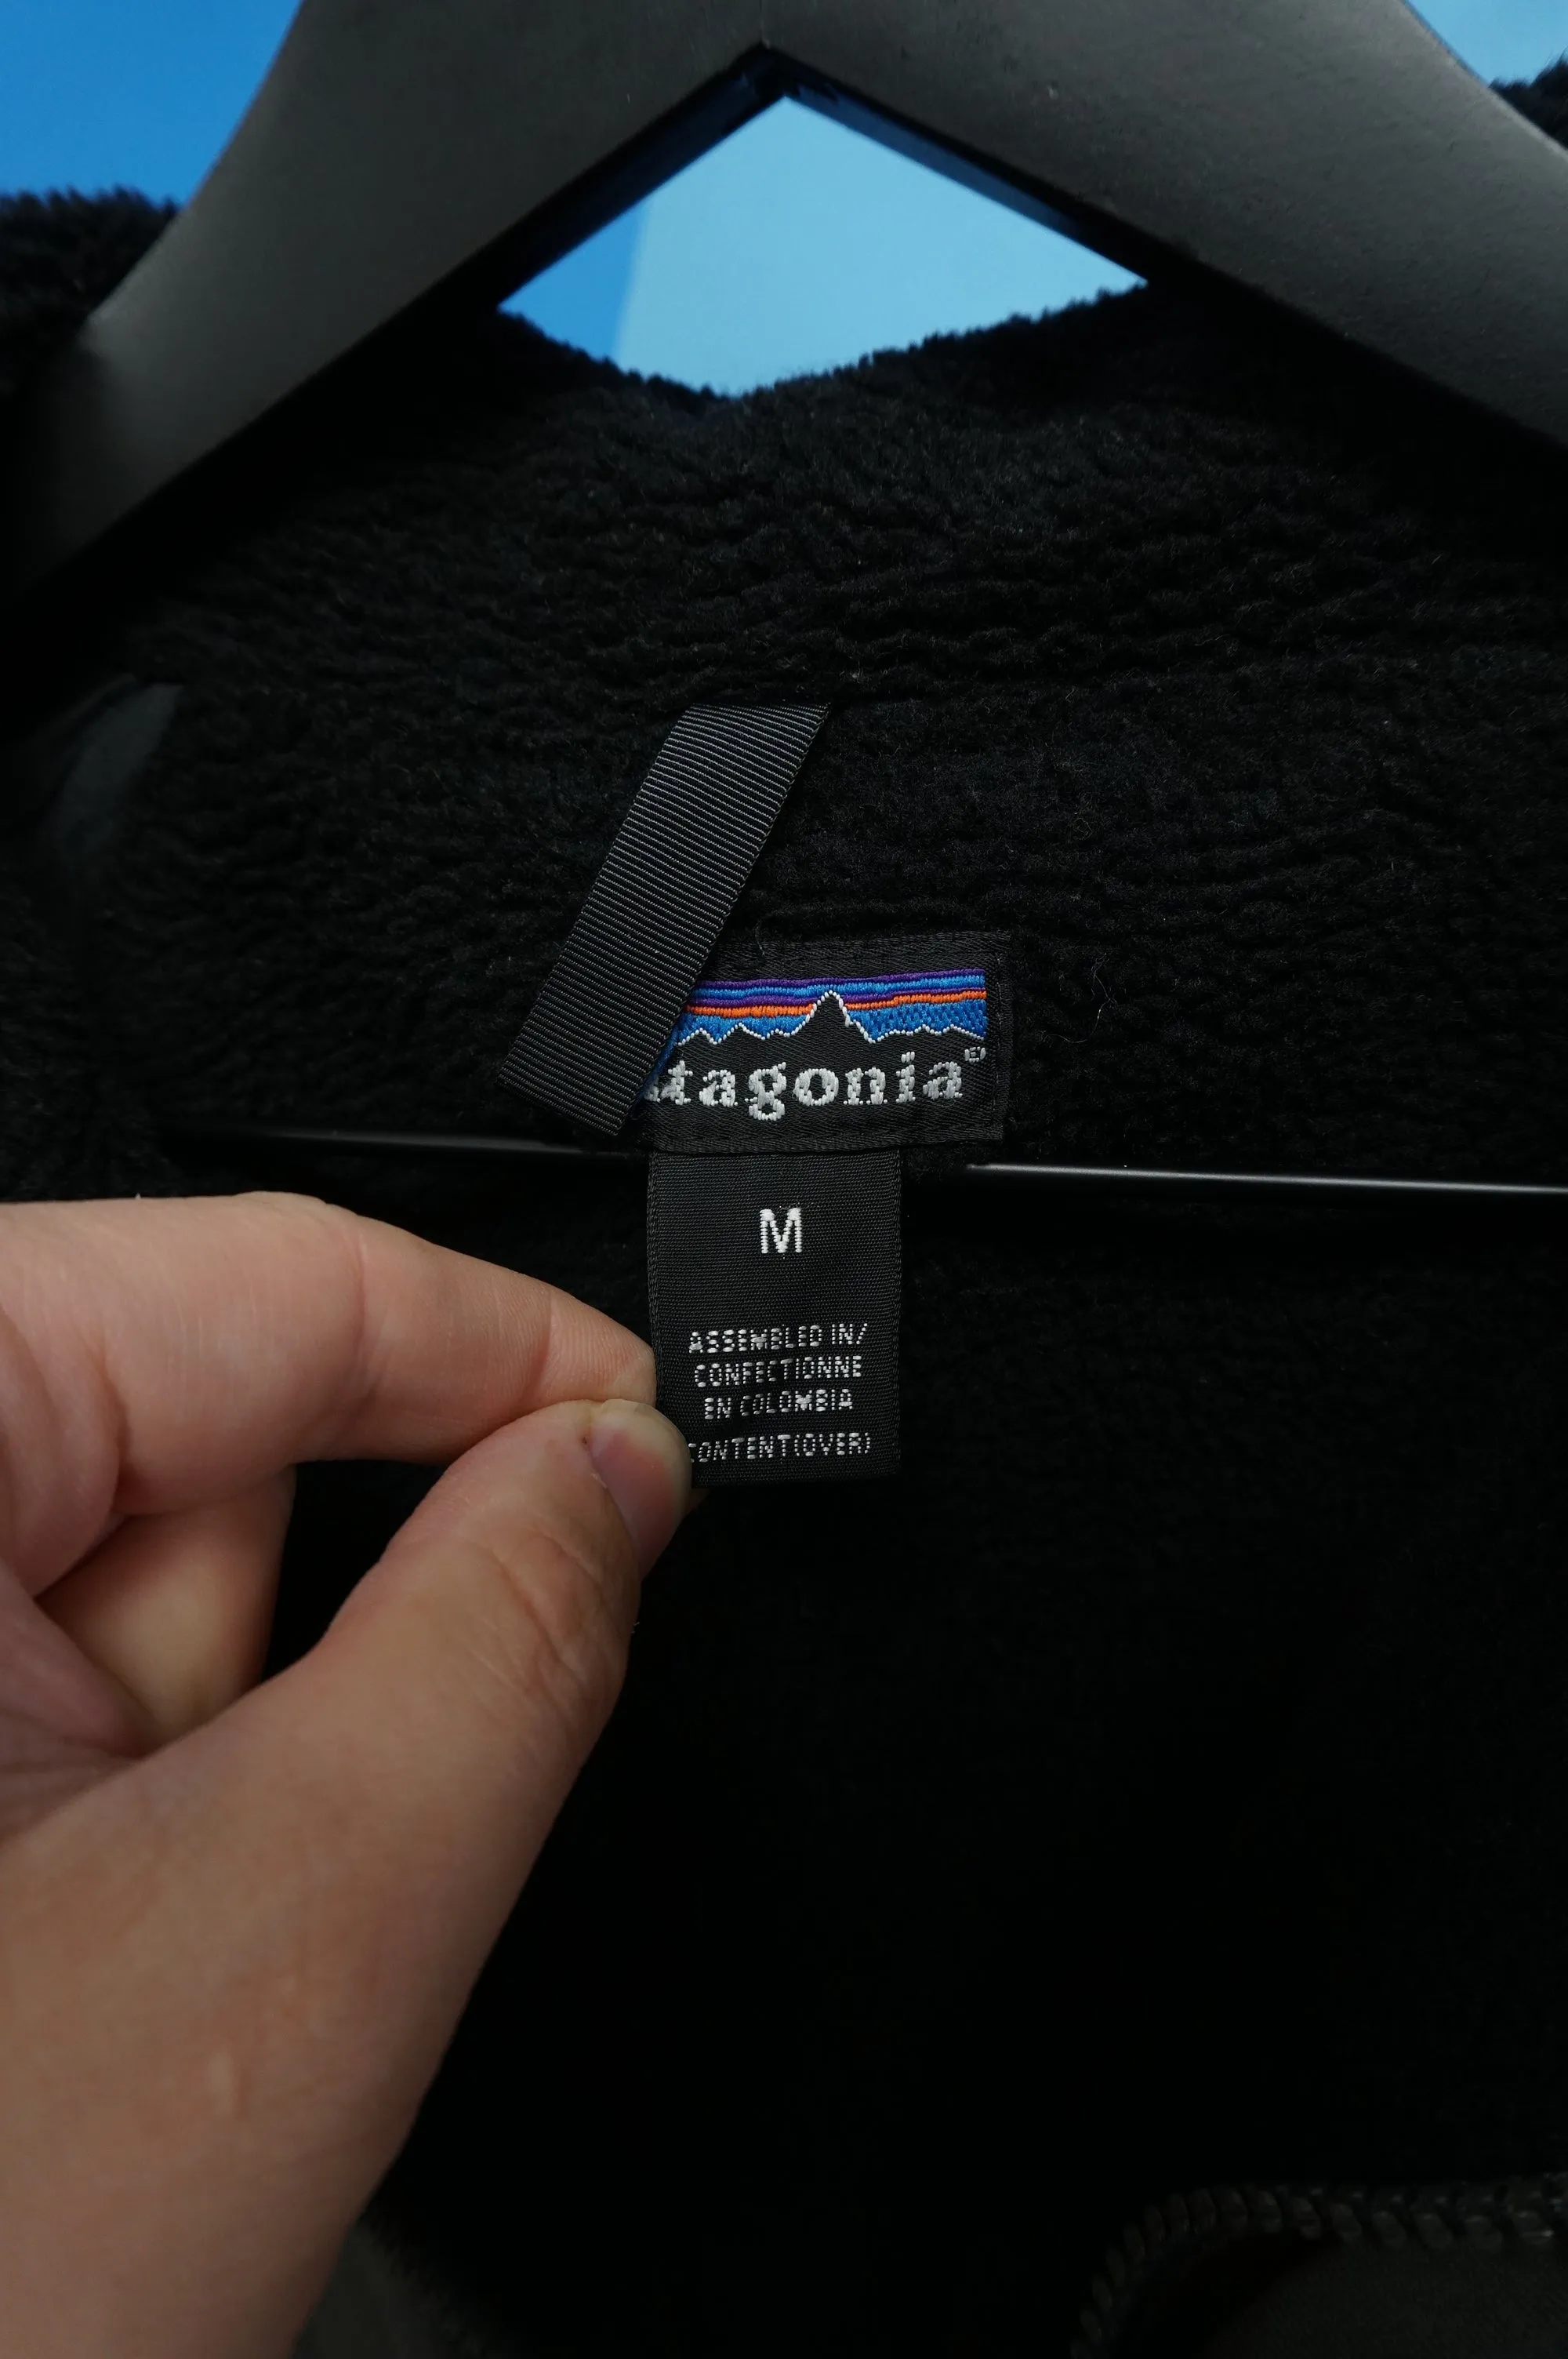 tagonia®
M
ASSEMBLED IN/
CONFECTIONNE
EN COLOMBIA
CONTENT(OVER)